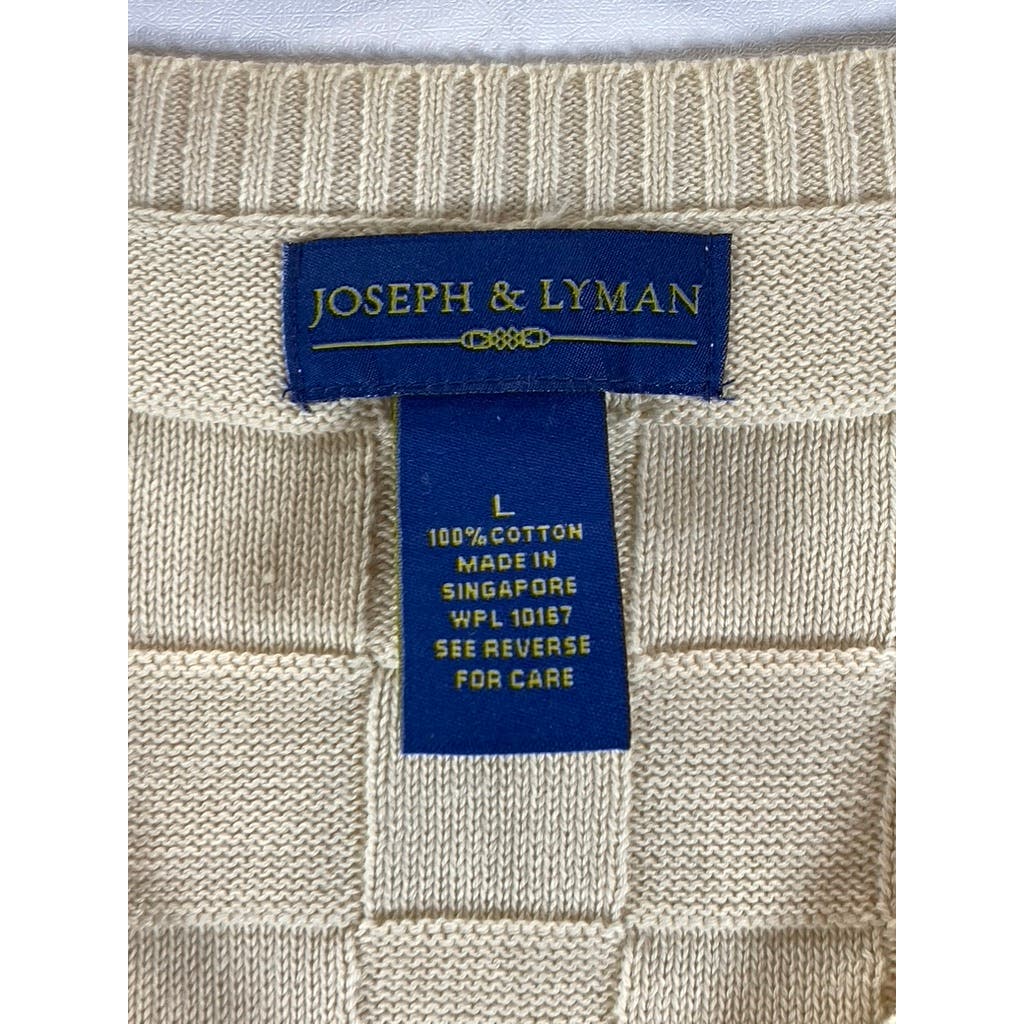 JOSEPH & LYMAN
L
100% COTTON
MADE IN
SINGAPORE
WPL 10167
SEE REVERSE
FOR CARE